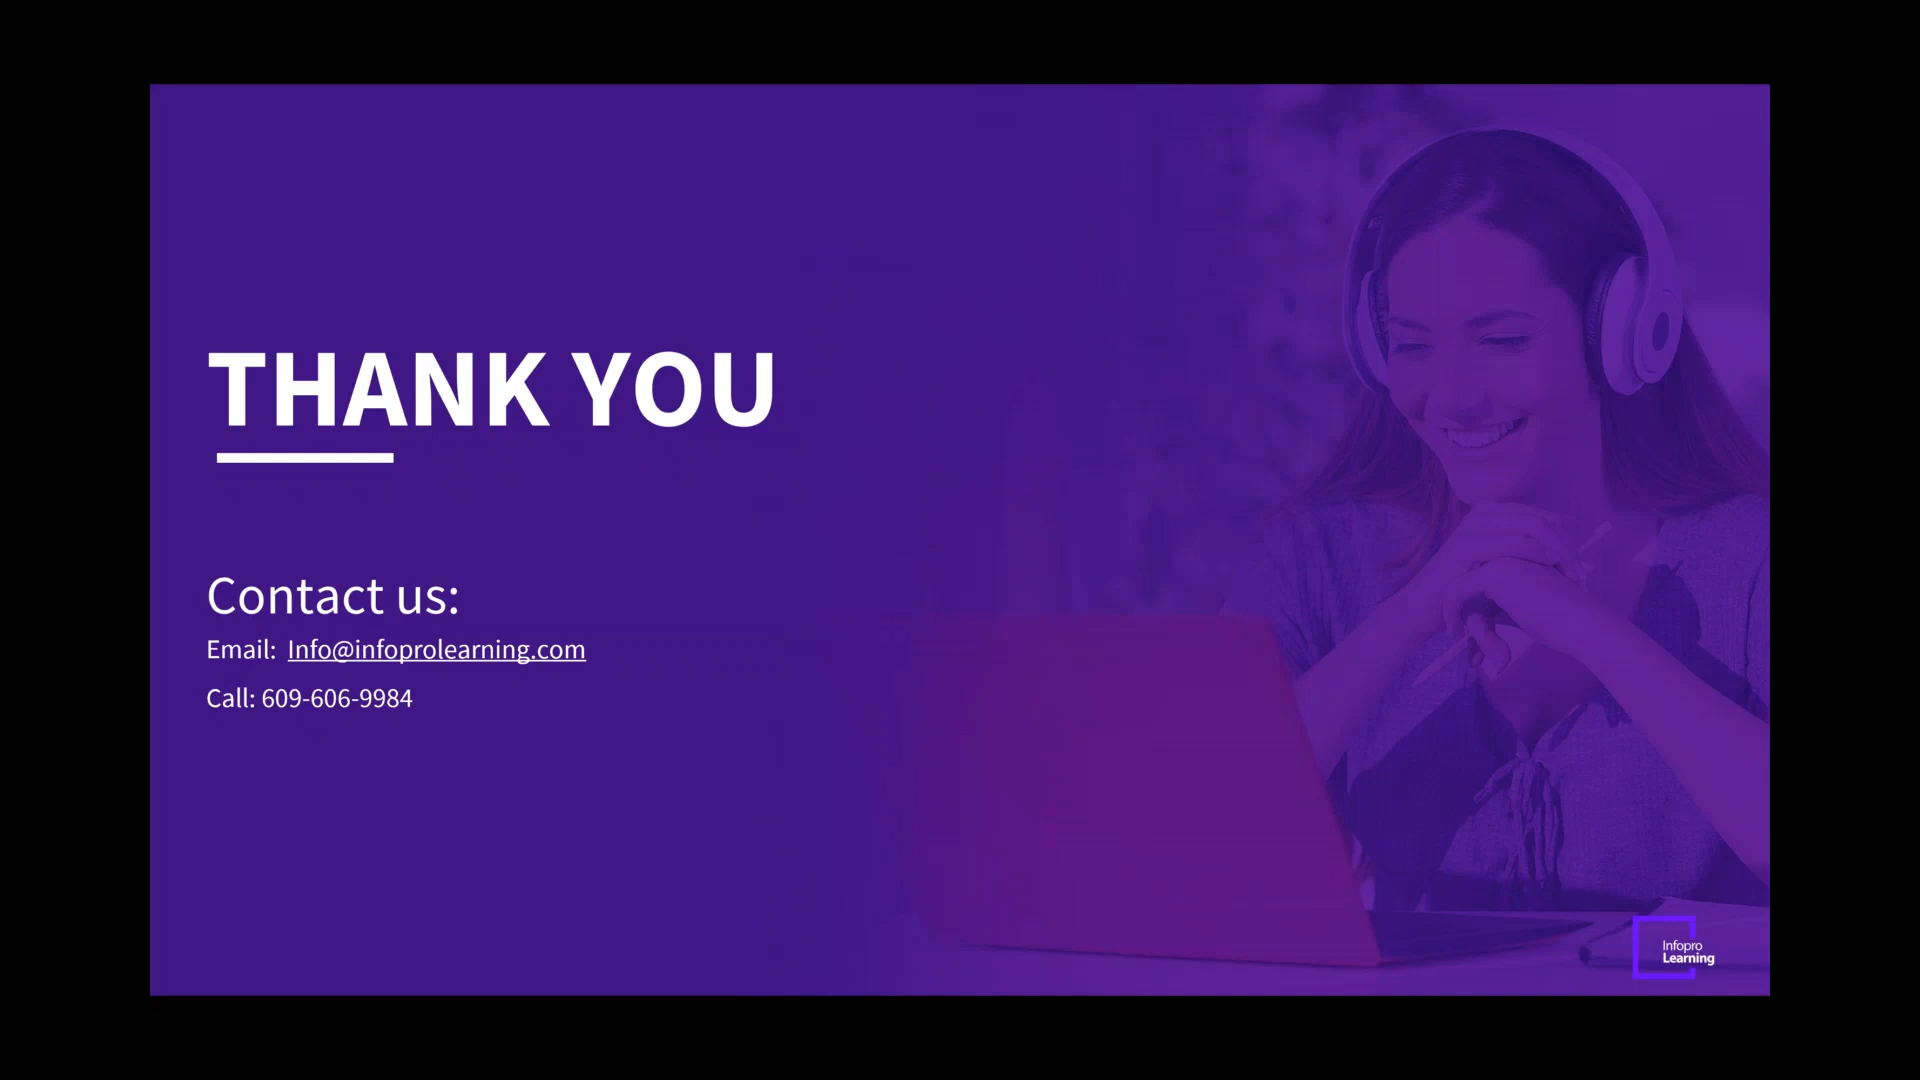 THANK YOU
Contact us:
Email: Info@infoprolearning.com
Call: 609-606-9984
Infopro
Learning